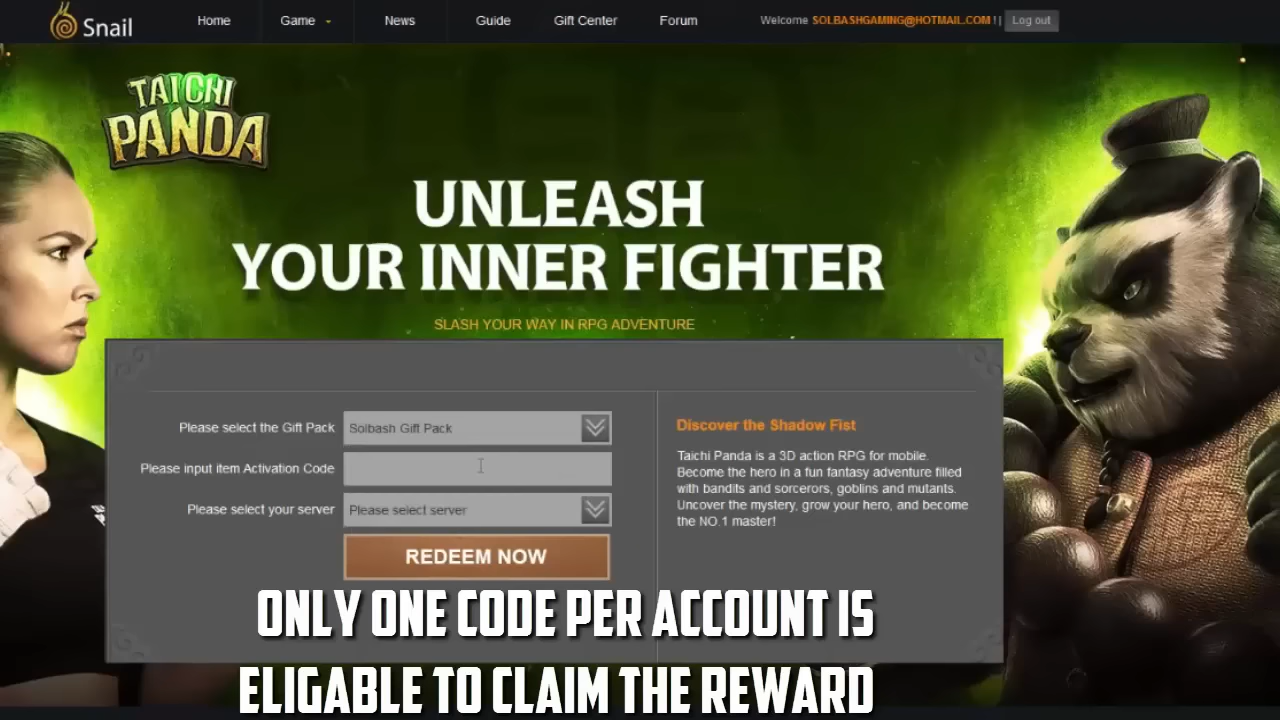 Snail
Home
Game
News
Guide
Gift Center
Forum
Welcome SOLBASHGAMING@HOTMAIL.COM ! |
Log out
TAICHI
PANDA
UNLEASH
YOUR INNER FIGHTER
SLASH YOUR WAY IN RPG ADVENTURE
Please select the Gift Pack
Solbash Gift Pack
Please input item Activation Code
Please select your server
Please select server
REDEEM NOW
Discover the Shadow Fist
Taichi Panda is a 3D action RPG for mobile.
Become the hero in a fun fantasy adventure filled
with bandits and sorcerors, goblins and mutants.
Uncover the mystery, grow your hero, and become
the NO.1 master!
ONLY ONE CODE PER ACCOUNT IS
ELIGABLE TO CLAIM THE REWARD